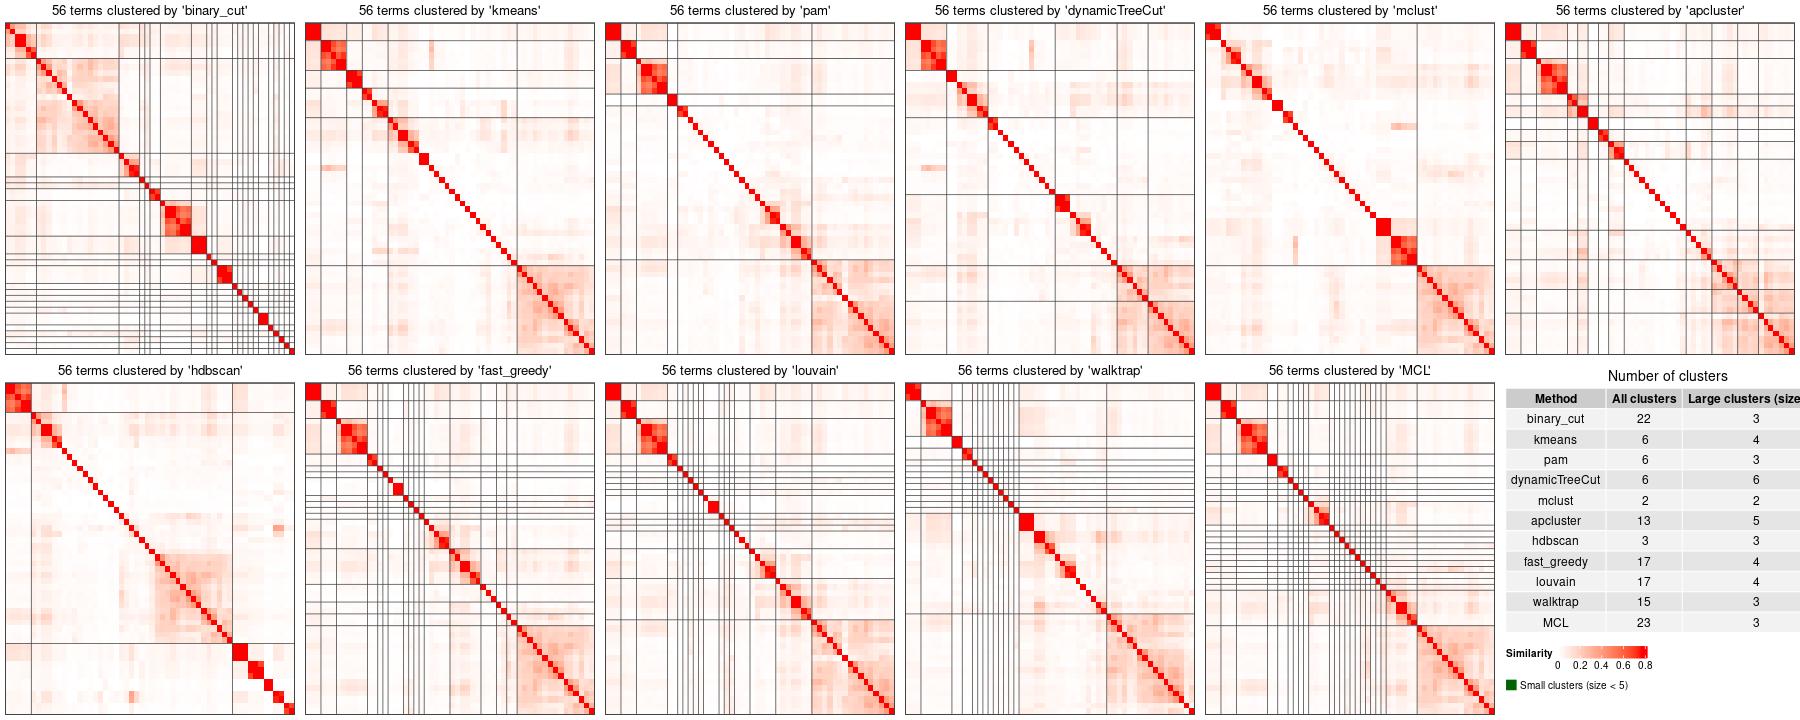 56 terms clustered by 'binary_cut'
56 terms clustered by 'kmeans'
56 terms clustered by 'pam'
56 terms clustered by 'dynamicTreeCut'
56 terms clustered by 'mclust'
56 terms clustered by 'apcluster'
56 terms clustered by 'hdbscan'
56 terms clustered by 'fast_greedy'
56 terms clustered by 'louvain'
56 terms clustered by 'walktrap'
56 terms clustered by 'MCL'
Number of clusters
Method All clusters Large clusters (size
binary_cut 22 3
kmeans 6 4
pam 6 3
dynamicTreeCut 6 6
mclust 2 2
apcluster 13 5
hdbscan 3 3
fast_greedy 17 4
louvain 17 4
walktrap 15 3
MCL 23 3
Similarity
0 0.2 0.4 0.6 0.8
Small clusters (size < 5)